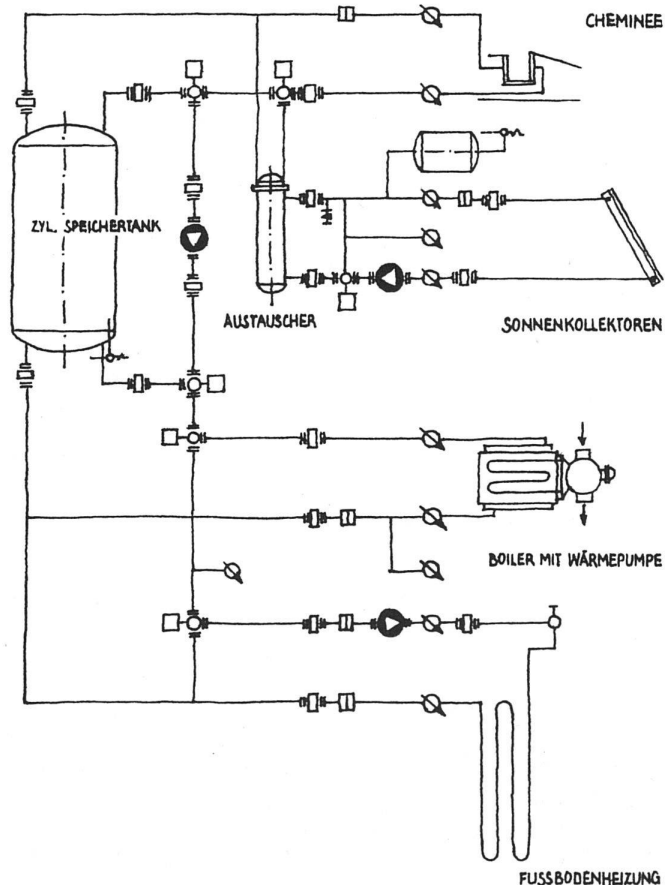 CHEMINEE
ZYL. SPEICHERTANK
AUSTAUSCHER
SONNENKOLLEKTOREN
BOILER MIT WÄRMEPUMPE
FUSSBODENHEIZUNG